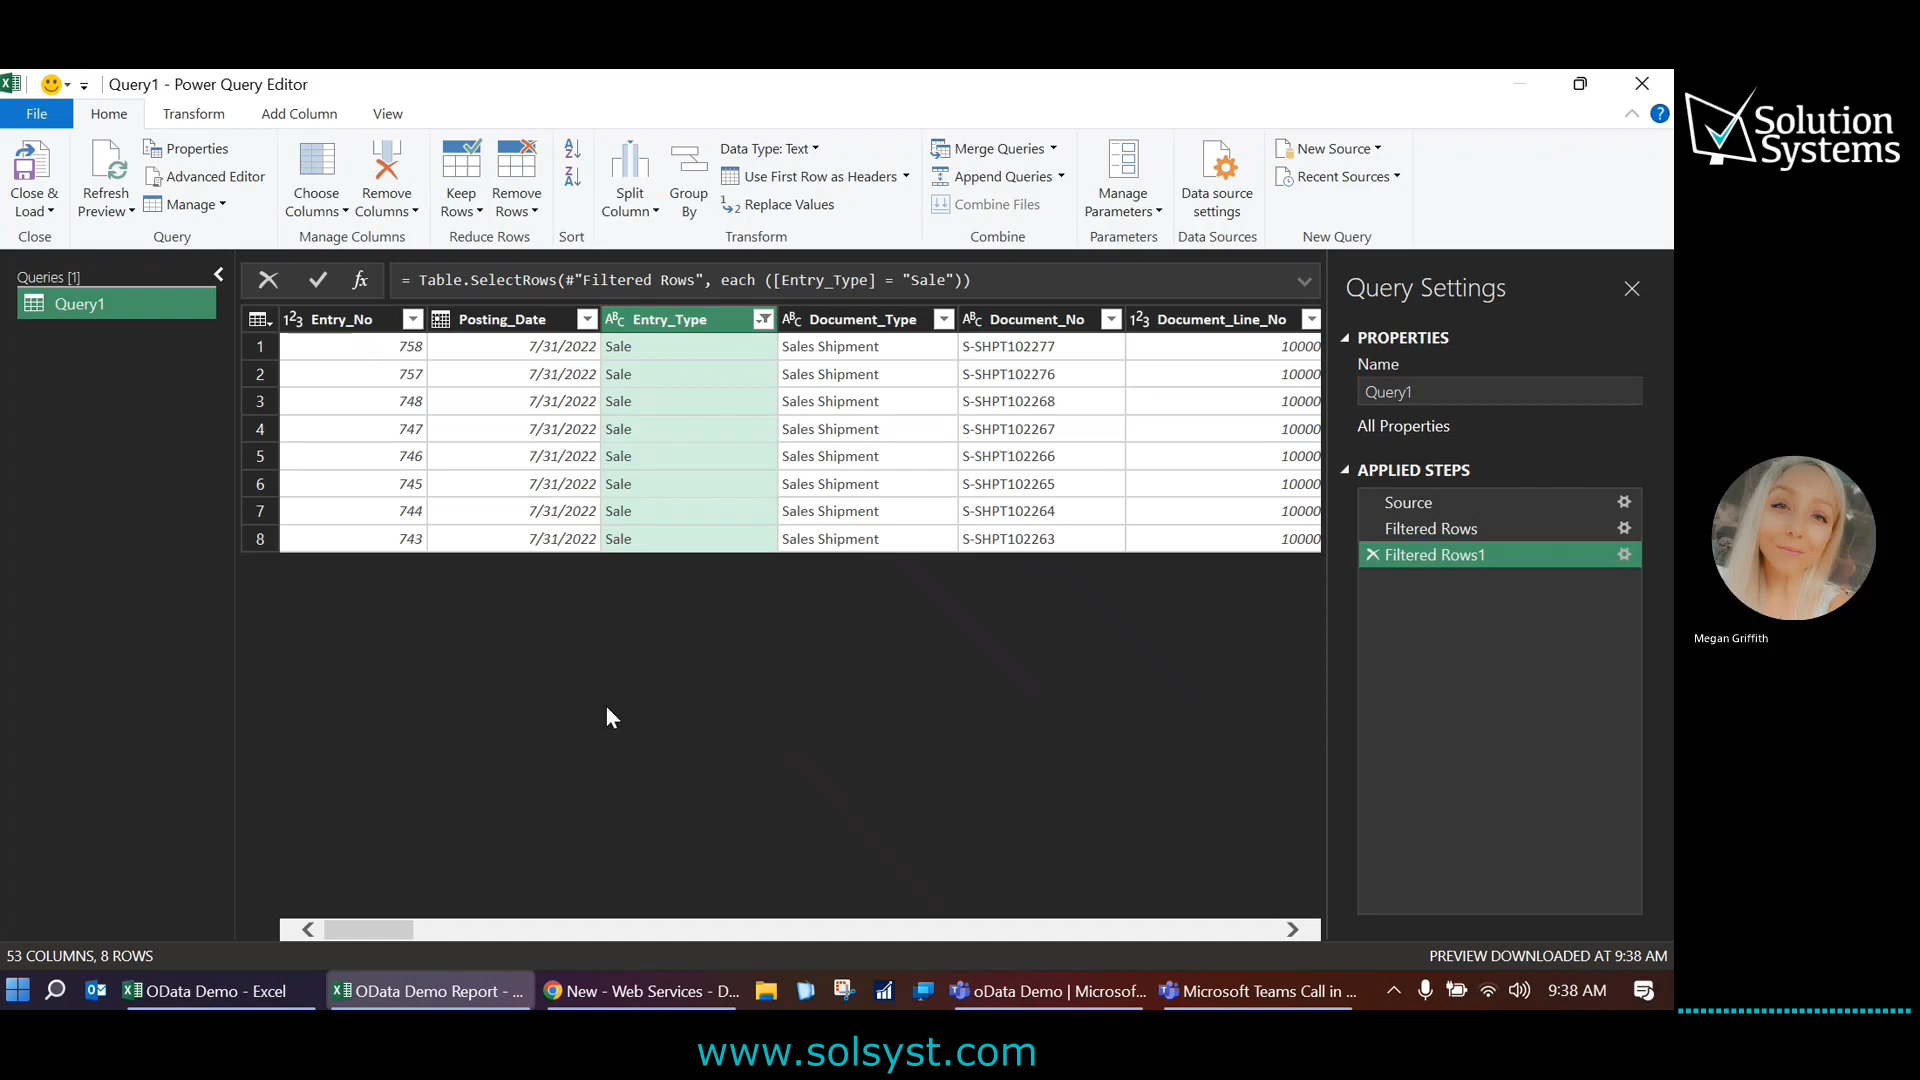 Query1 - Power Query Editor
File Home Transform Add Column View
Close & Load
Close
Refresh Preview
Properties
Advanced Editor
Manage
Query
Choose Columns
Remove Columns
Manage Columns
Keep Rows
Remove Rows
Reduce Rows
Sort
Split Column
Group By
Data Type: Text
Use First Row as Headers
Replace Values
Transform
Merge Queries
Append Queries
Combine Files
Combine
Manage Parameters
Parameters
Data source settings
Data Sources
New Source
Recent Sources
New Query
Solution Systems
Queries [1]
Query1
fx = Table.SelectRows(#"Filtered Rows", each ([Entry_Type] = "Sale"))
Entry_No Posting_Date Entry_Type Document_Type Document_No Document_Line_No
1 758 7/31/2022 Sale Sales Shipment S-SHPT102277 10000
2 757 7/31/2022 Sale Sales Shipment S-SHPT102276 10000
3 748 7/31/2022 Sale Sales Shipment S-SHPT102268 10000
4 747 7/31/2022 Sale Sales Shipment S-SHPT102267 10000
5 746 7/31/2022 Sale Sales Shipment S-SHPT102266 10000
6 745 7/31/2022 Sale Sales Shipment S-SHPT102265 10000
7 744 7/31/2022 Sale Sales Shipment S-SHPT102264 10000
8 743 7/31/2022 Sale Sales Shipment S-SHPT102263 10000
Query Settings
PROPERTIES
Name
Query1
All Properties
APPLIED STEPS
Source
Filtered Rows
Filtered Rows1
Megan Griffith
53 COLUMNS, 8 ROWS
PREVIEW DOWNLOADED AT 9:38 AM
OData Demo - Excel
OData Demo Report - ...
New - Web Services - D...
oData Demo | Microsof...
Microsoft Teams Call in ...
9:38 AM
www.solsyst.com